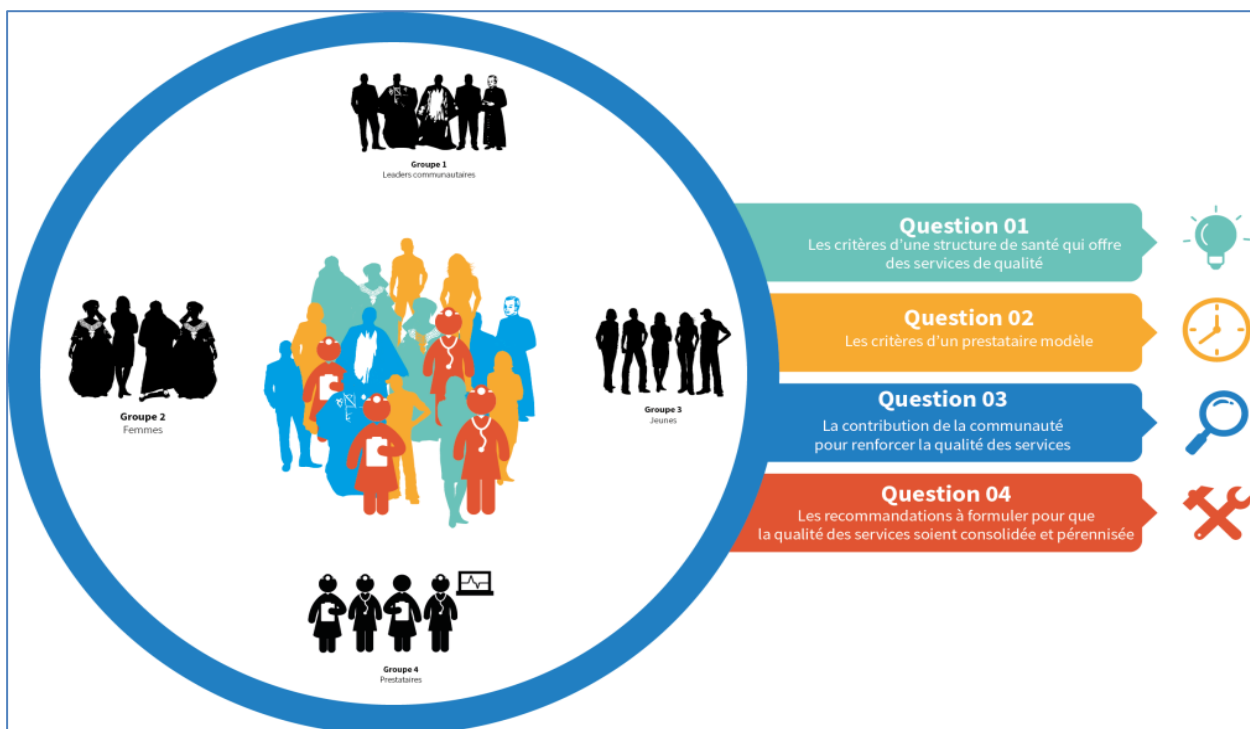 Groupe 1
Leaders communautaires
Groupe 2
Femmes
Groupe 3
Jeunes
Groupe 4
Prestataires
Question 01
Les critères d'une structure de santé qui offre
des services de qualité
Question 02
Les critères d'un prestataire modèle
Question 03
La contribution de la communauté
pour renforcer la qualité des services
Question 04
Les recommandations à formuler pour que
la qualité des services soient consolidée et pérennisée